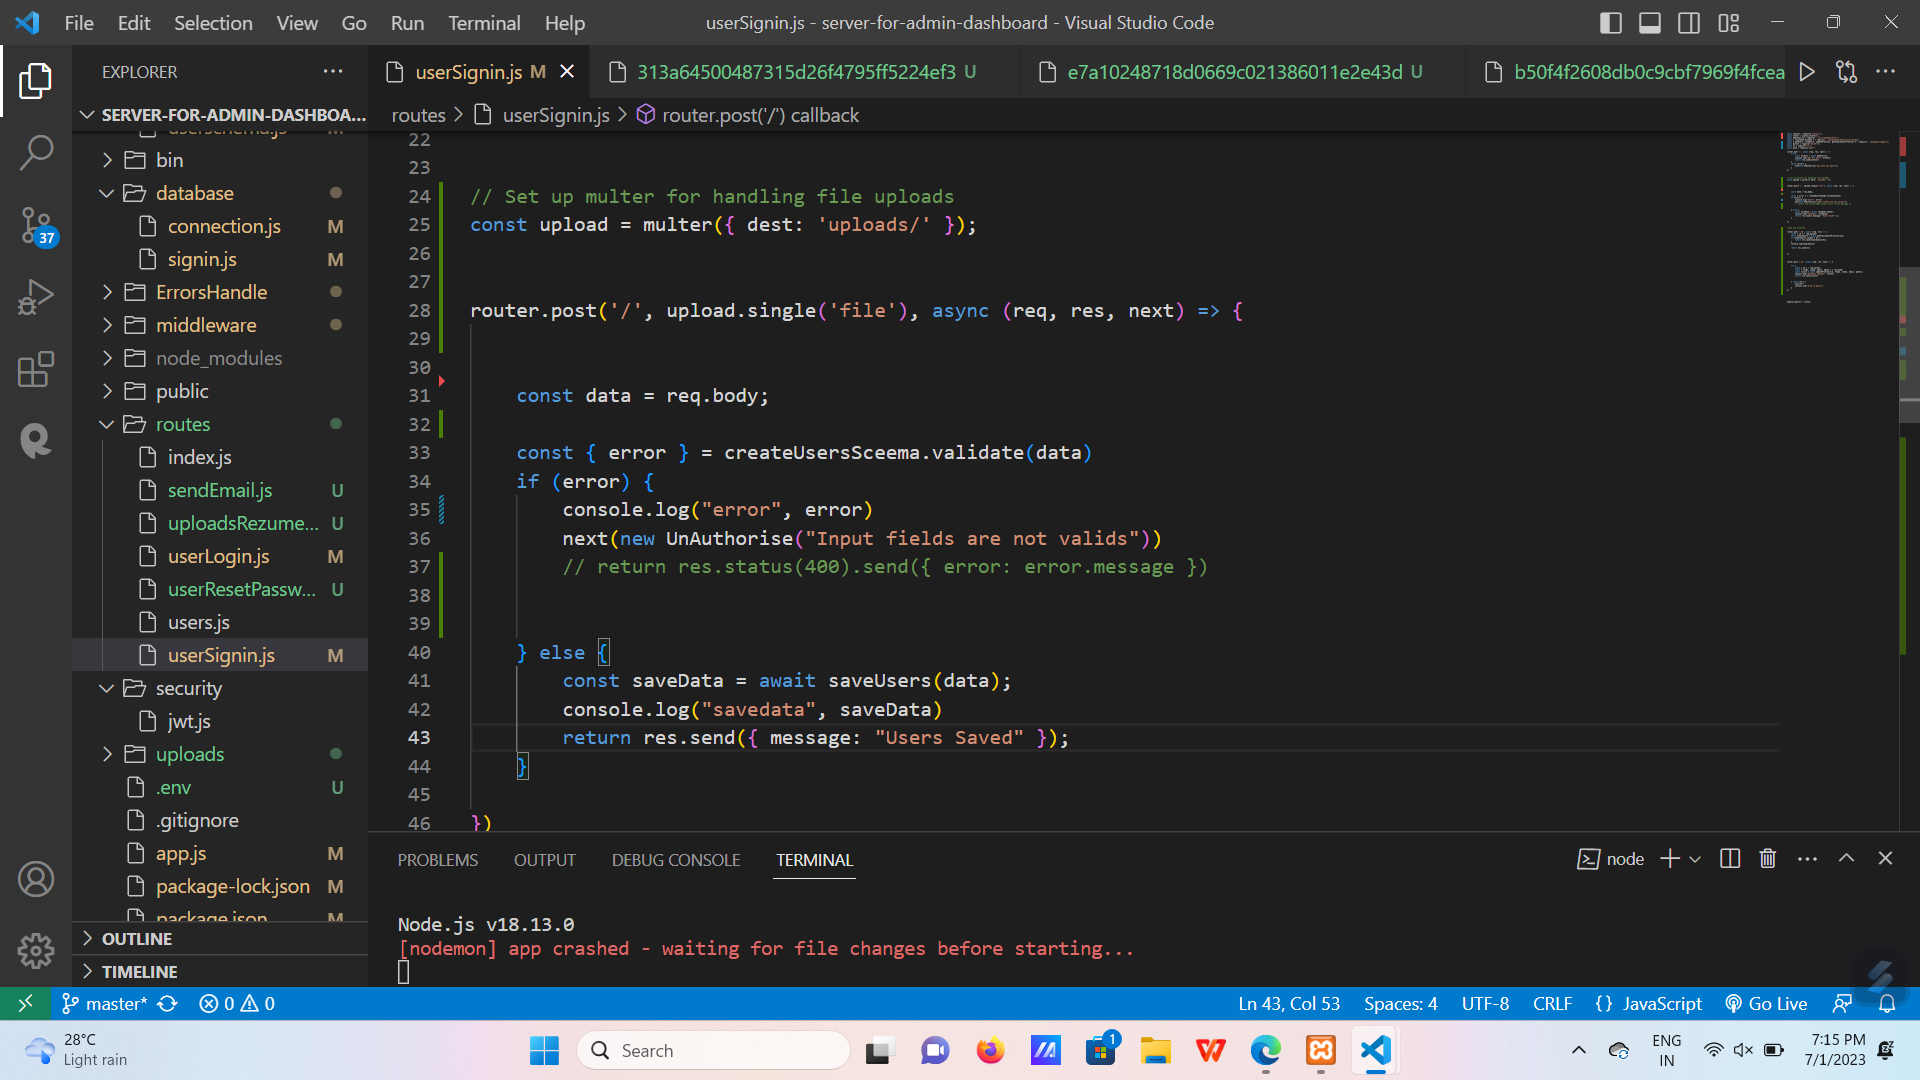 File Edit Selection View Go Run Terminal Help
userSignin.js - server-for-admin-dashboard - Visual Studio Code
EXPLORER
userSignin.js M
313a64500487315d26f4795ff5224ef3 U
e7a10248718d0669c021386011e2e43d U
b50f4f2608db0c9cbf7969f4fcea
SERVER-FOR-ADMIN-DASHBOA...
routes > userSignin.js > router.post('/') callback
37
bin
database
connection.js M
signin.js M
ErrorsHandle
middleware
node_modules
public
routes
index.js
sendEmail.js U
uploadsRezume... U
userLogin.js M
userResetPassw... U
users.js
userSignin.js M
security
jwt.js
uploads
.env U
.gitignore
app.js M
package-lock.json M
package.json M
OUTLINE
TIMELINE
22
23
24 // Set up multer for handling file uploads
25 const upload = multer({ dest: 'uploads/' });
26
27
28 router.post('/', upload.single('file'), async (req, res, next) => {
29
30
31 const data = req.body;
32
33 const { error } = createUsersSceema.validate(data)
34 if (error) {
35 console.log("error", error)
36 next(new UnAuthorise("Input fields are not valids"))
37 // return res.status(400).send({ error: error.message })
38
39
40 } else {
41 const saveData = await saveUsers(data);
42 console.log("savedata", saveData)
43 return res.send({ message: "Users Saved" });
44 }
45
46 })
PROBLEMS OUTPUT DEBUG CONSOLE TERMINAL
node
Node.js v18.13.0
[nodemon] app crashed - waiting for file changes before starting...
master* 0 0
Ln 43, Col 53 Spaces: 4 UTF-8 CRLF {} JavaScript Go Live
28°C
Light rain
Search
1
ENG
IN
7:15 PM
7/1/2023